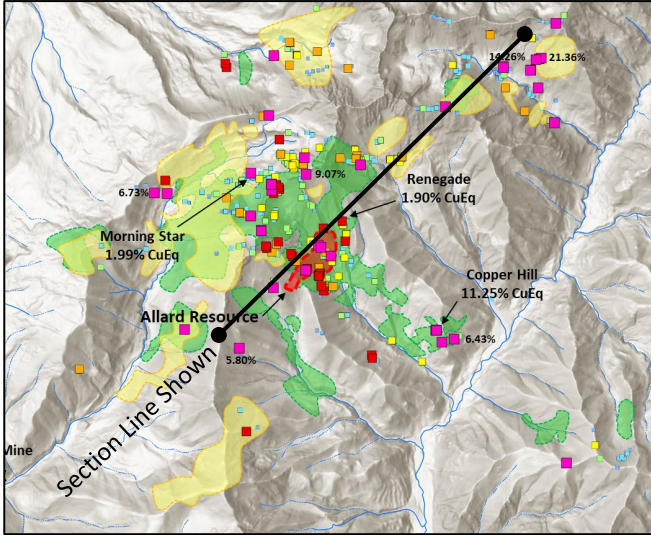 14.26%
21.36%
9.07%
Renegade
1.90% CuEq
6.73%
Morning Star
1.99% CuEq
Copper Hill
11.25% CuEq
Allard Resource
6.43%
5.80%
Section Line Shown
Mine